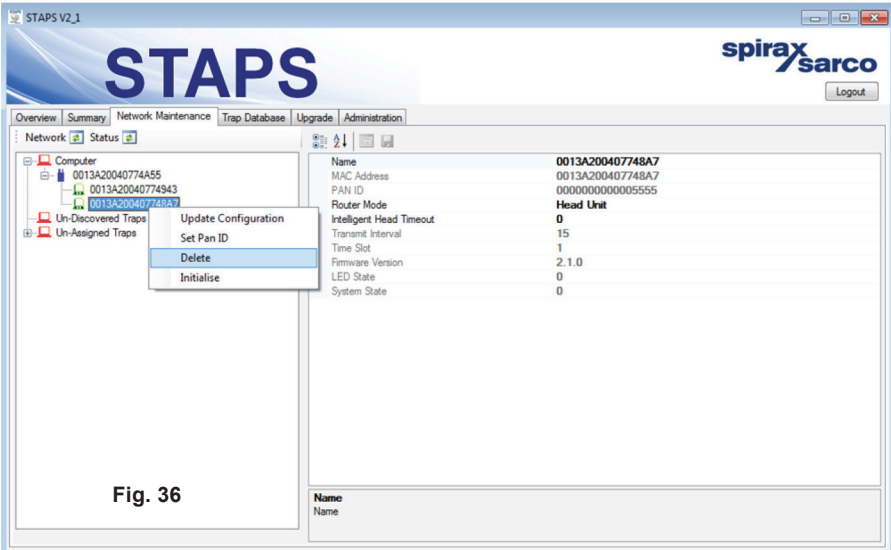 STAPS V2_1
STAPS
spirax
sarco
Logout
Overview Summary Network Maintenance Trap Database Upgrade Administration
Network Status
Computer
0013A20040774A55
0013A20040774943
0013A200407748A7
Un-Discovered Traps
Un-Assigned Traps
Update Configuration
Set Pan ID
Delete
Initialise
Name 0013A200407748A7
MAC Address 0013A200407748A7
PAN ID 0000000000005555
Router Mode Head Unit
Intelligent Head Timeout 0
Transmit Interval 15
Time Slot 1
Firmware Version 2.1.0
LED State 0
System State 0
Fig. 36
Name
Name